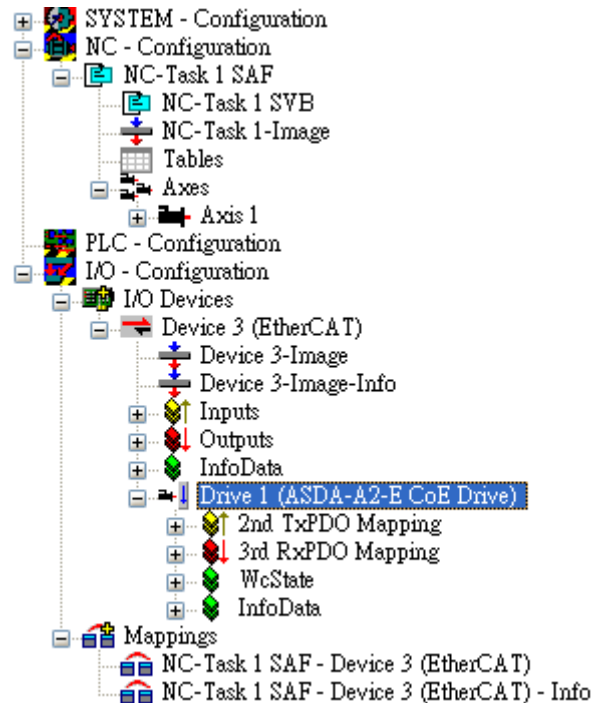 SYSTEM - Configuration
NC - Configuration
NC-Task 1 SAF
NC-Task 1 SVB
NC-Task 1-Image
Tables
Axes
Axis 1
PLC - Configuration
I/O - Configuration
I/O Devices
Device 3 (EtherCAT)
Device 3-Image
Device 3-Image-Info
Inputs
Outputs
InfoData
Drive 1 (ASDA-A2-E CoE Drive)
2nd TxPDO Mapping
3rd RxPDO Mapping
WcState
InfoData
Mappings
NC-Task 1 SAF - Device 3 (EtherCAT)
NC-Task 1 SAF - Device 3 (EtherCAT) - Info